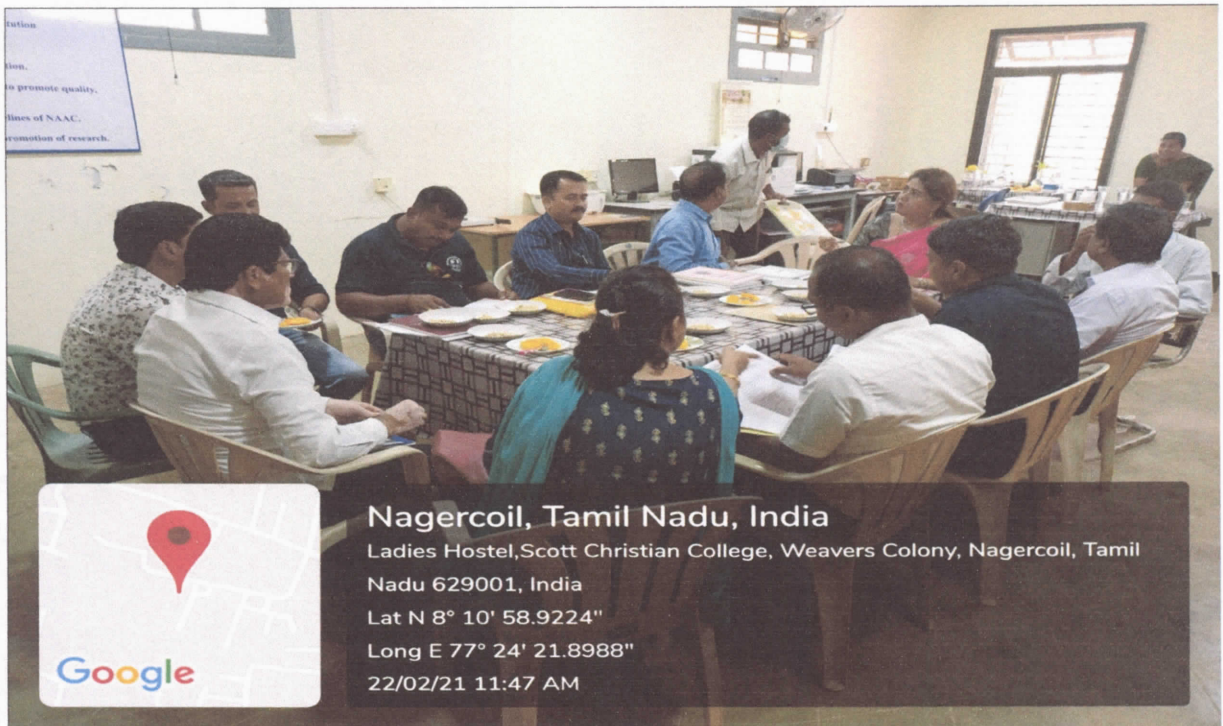 tution
tion.
to promote quality.
lines of NAAC.
romotion of research.
Nagercoil, Tamil Nadu, India
Ladies Hostel,Scott Christian College, Weavers Colony, Nagercoil, Tamil
Nadu 629001, India
Lat N 8° 10' 58.9224"
Long E 77° 24' 21.8988"
22/02/21 11:47 AM
Google